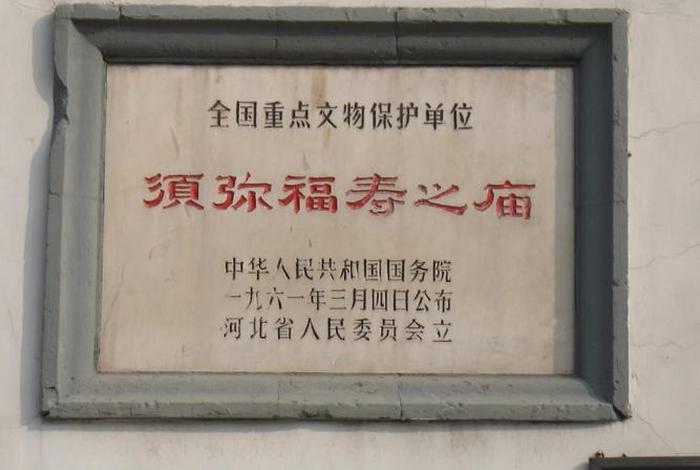 全国重点文物保护单位
須弥福寿之庙
中华人民共和国国务院
一九六一年三月四日公布
河北省人民委员会立